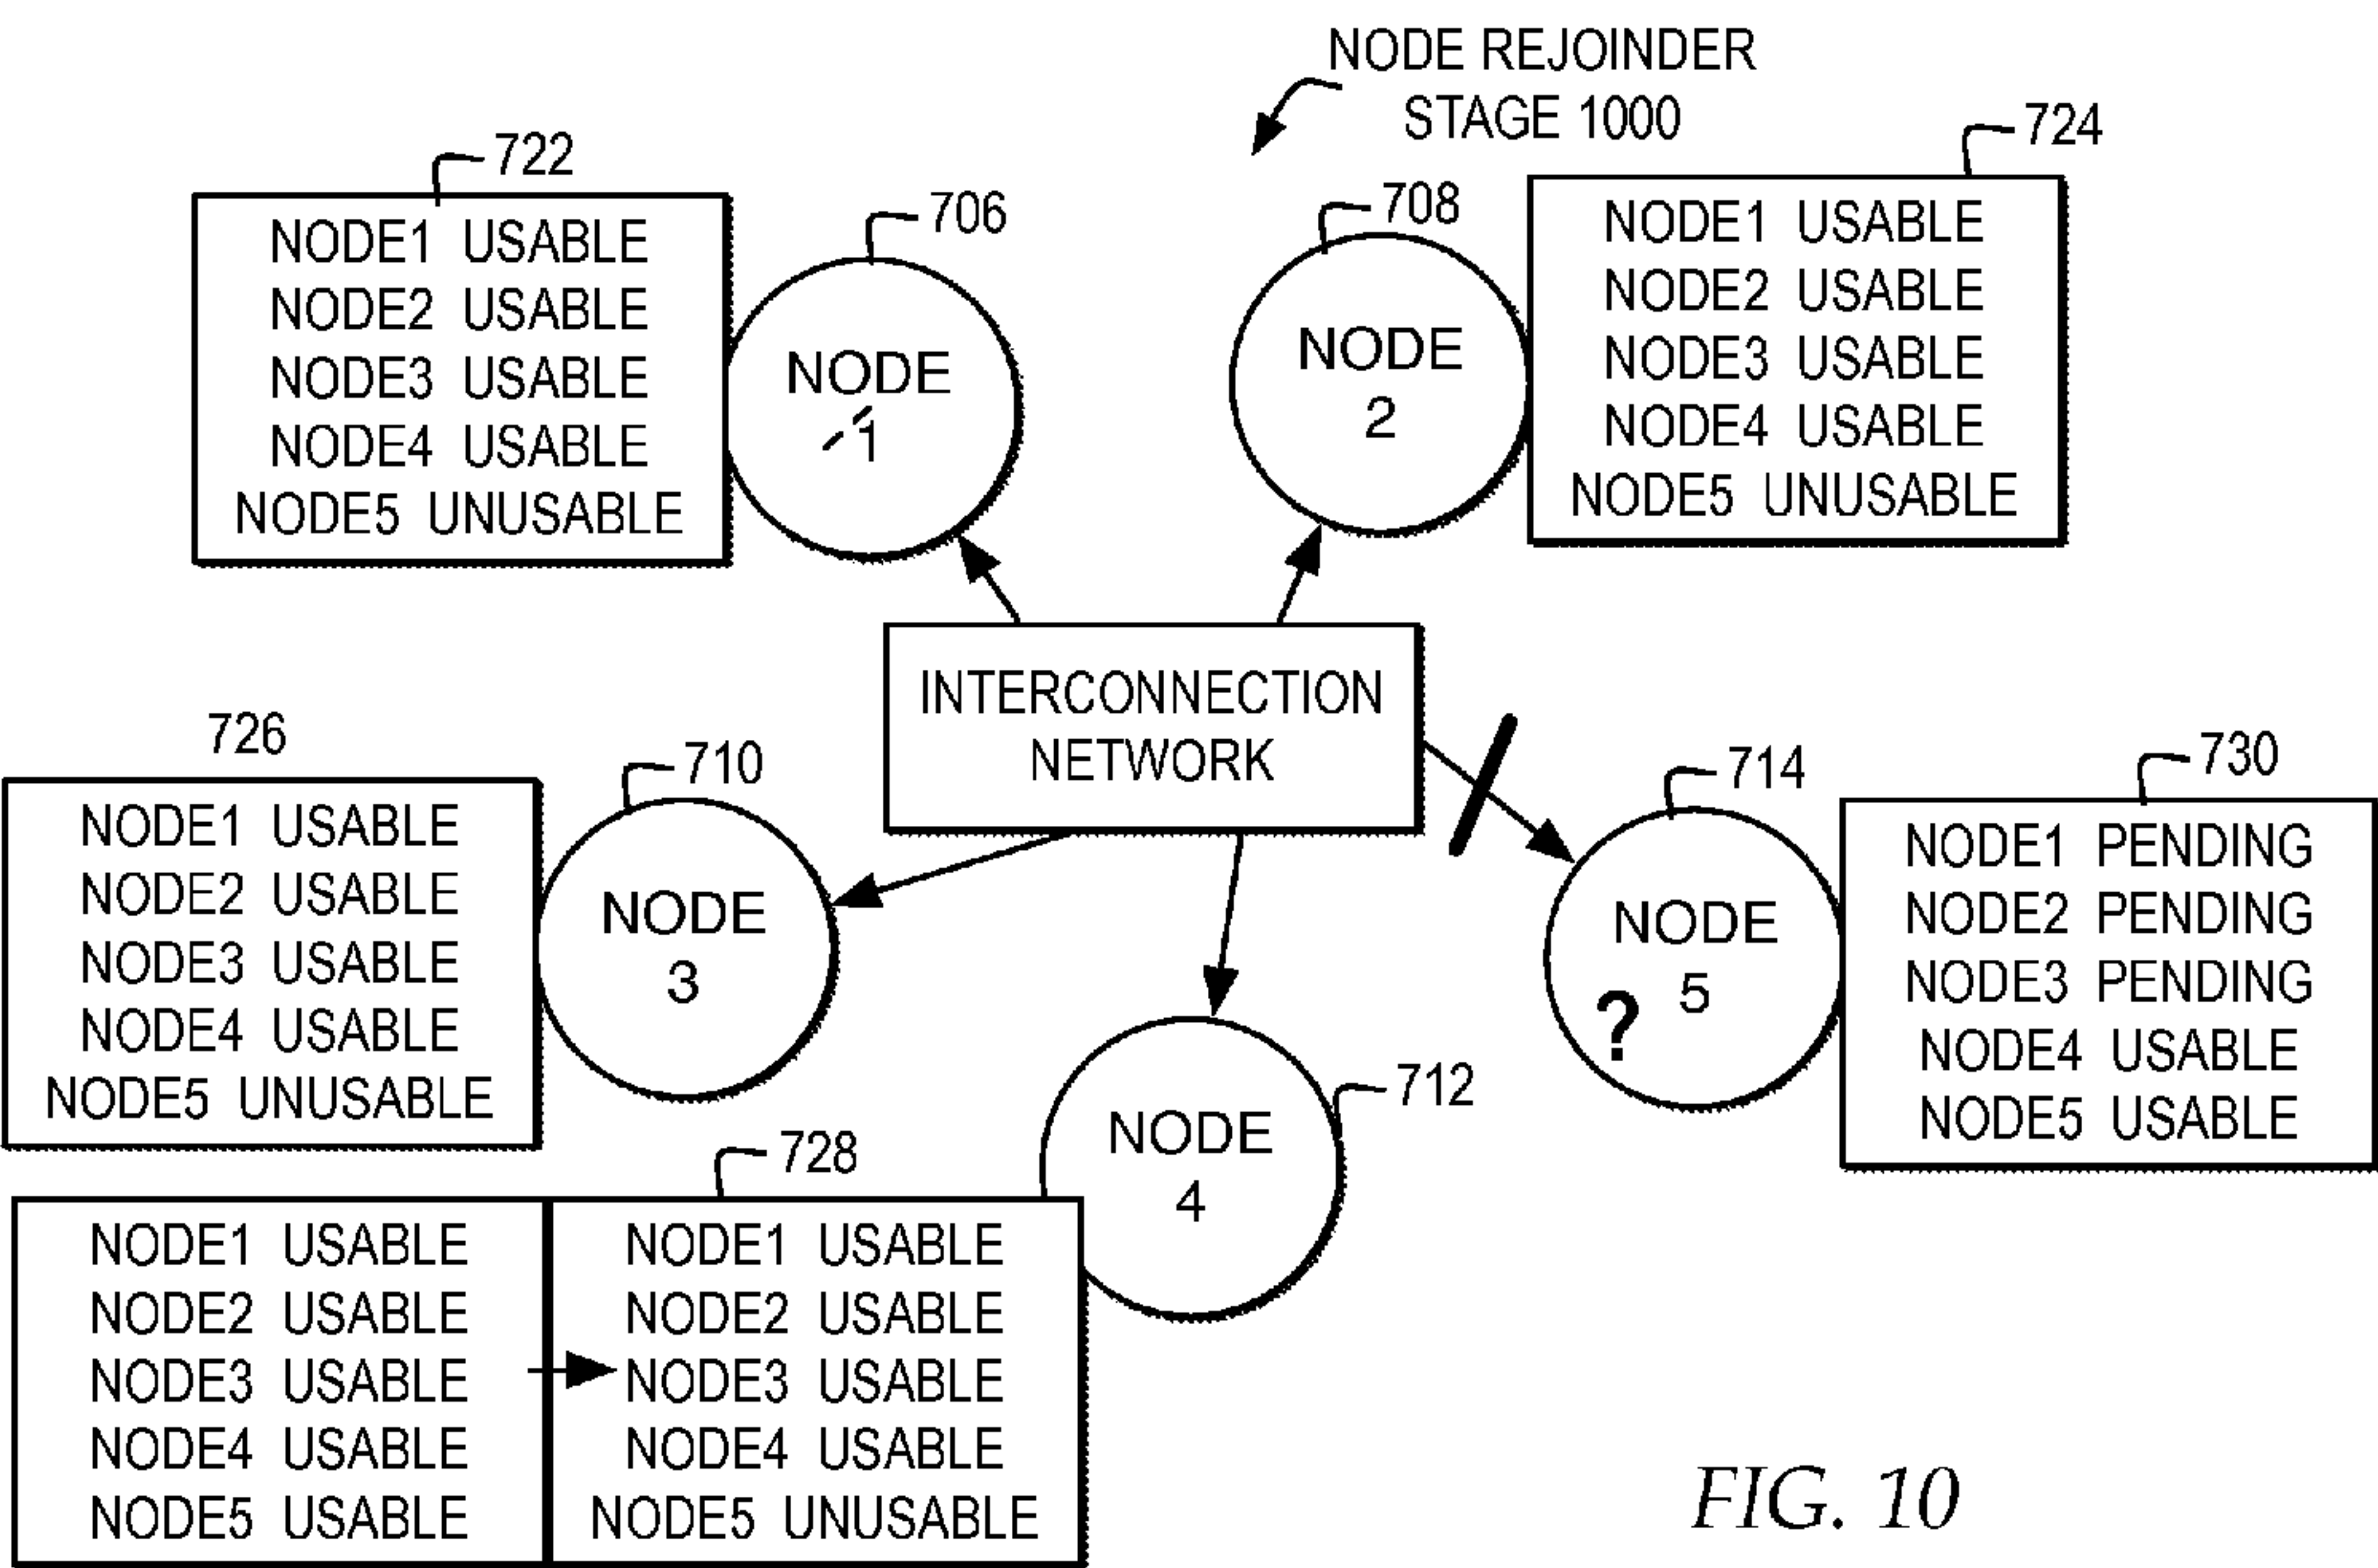 NODE REJOINDER
STAGE 1000
722
NODE1 USABLE
NODE2 USABLE
NODE3 USABLE
NODE4 USABLE
NODE5 UNUSABLE
706
NODE
1
708
NODE
2
724
NODE1 USABLE
NODE2 USABLE
NODE3 USABLE
NODE4 USABLE
NODE5 UNUSABLE
INTERCONNECTION
NETWORK
726
NODE1 USABLE
NODE2 USABLE
NODE3 USABLE
NODE4 USABLE
NODE5 UNUSABLE
710
NODE
3
714
NODE
5
?
730
NODE1 PENDING
NODE2 PENDING
NODE3 PENDING
NODE4 USABLE
NODE5 USABLE
712
NODE
4
728
NODE1 USABLE
NODE2 USABLE
NODE3 USABLE
NODE4 USABLE
NODE5 USABLE
NODE1 USABLE
NODE2 USABLE
NODE3 USABLE
NODE4 USABLE
NODE5 UNUSABLE
FIG. 10